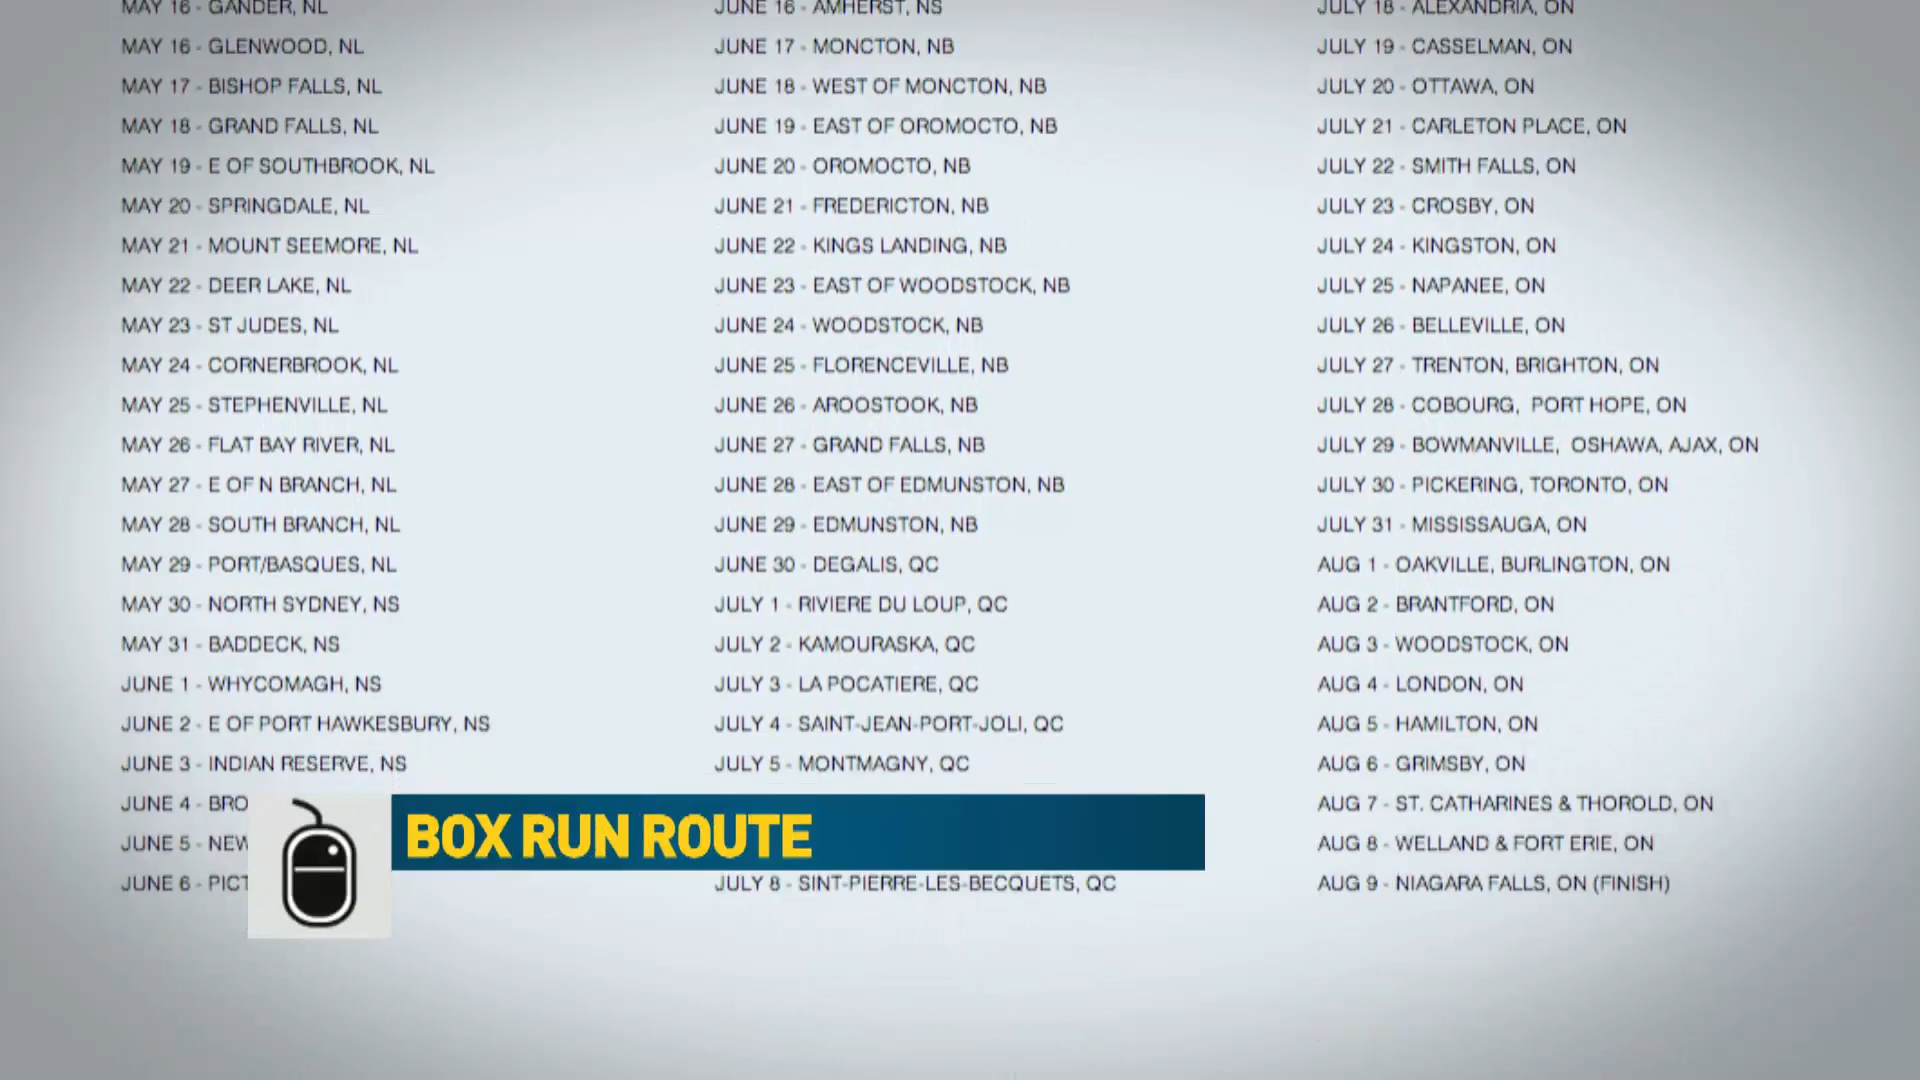 MAY 16 - GANDER, NL
MAY 16 - GLENWOOD, NL
MAY 17 - BISHOP FALLS, NL
MAY 18 - GRAND FALLS, NL
MAY 19 - E OF SOUTHBROOK, NL
MAY 20 - SPRINGDALE, NL
MAY 21 - MOUNT SEEMORE, NL
MAY 22 - DEER LAKE, NL
MAY 23 - ST JUDES, NL
MAY 24 - CORNERBROOK, NL
MAY 25 - STEPHENVILLE, NL
MAY 26 - FLAT BAY RIVER, NL
MAY 27 - E OF N BRANCH, NL
MAY 28 - SOUTH BRANCH, NL
MAY 29 - PORT/BASQUES, NL
MAY 30 - NORTH SYDNEY, NS
MAY 31 - BADDECK, NS
JUNE 1 - WHYCOMAGH, NS
JUNE 2 - E OF PORT HAWKESBURY, NS
JUNE 3 - INDIAN RESERVE, NS
JUNE 4 - BRO
JUNE 5 - NEW
JUNE 6 - PICT
JUNE 16 - AMHERST, NS
JUNE 17 - MONCTON, NB
JUNE 18 - WEST OF MONCTON, NB
JUNE 19 - EAST OF OROMOCTO, NB
JUNE 20 - OROMOCTO, NB
JUNE 21 - FREDERICTON, NB
JUNE 22 - KINGS LANDING, NB
JUNE 23 - EAST OF WOODSTOCK, NB
JUNE 24 - WOODSTOCK, NB
JUNE 25 - FLORENCEVILLE, NB
JUNE 26 - AROOSTOOK, NB
JUNE 27 - GRAND FALLS, NB
JUNE 28 - EAST OF EDMUNSTON, NB
JUNE 29 - EDMUNSTON, NB
JUNE 30 - DEGALIS, QC
JULY 1 - RIVIERE DU LOUP, QC
JULY 2 - KAMOURASKA, QC
JULY 3 - LA POCATIERE, QC
JULY 4 - SAINT-JEAN-PORT-JOLI, QC
JULY 5 - MONTMAGNY, QC
JULY 8 - SINT-PIERRE-LES-BECQUETS, QC
JULY 18 - ALEXANDRIA, ON
JULY 19 - CASSELMAN, ON
JULY 20 - OTTAWA, ON
JULY 21 - CARLETON PLACE, ON
JULY 22 - SMITH FALLS, ON
JULY 23 - CROSBY, ON
JULY 24 - KINGSTON, ON
JULY 25 - NAPANEE, ON
JULY 26 - BELLEVILLE, ON
JULY 27 - TRENTON, BRIGHTON, ON
JULY 28 - COBOURG, PORT HOPE, ON
JULY 29 - BOWMANVILLE, OSHAWA, AJAX, ON
JULY 30 - PICKERING, TORONTO, ON
JULY 31 - MISSISSAUGA, ON
AUG 1 - OAKVILLE, BURLINGTON, ON
AUG 2 - BRANTFORD, ON
AUG 3 - WOODSTOCK, ON
AUG 4 - LONDON, ON
AUG 5 - HAMILTON, ON
AUG 6 - GRIMSBY, ON
AUG 7 - ST. CATHARINES & THOROLD, ON
AUG 8 - WELLAND & FORT ERIE, ON
AUG 9 - NIAGARA FALLS, ON (FINISH)
BOX RUN ROUTE